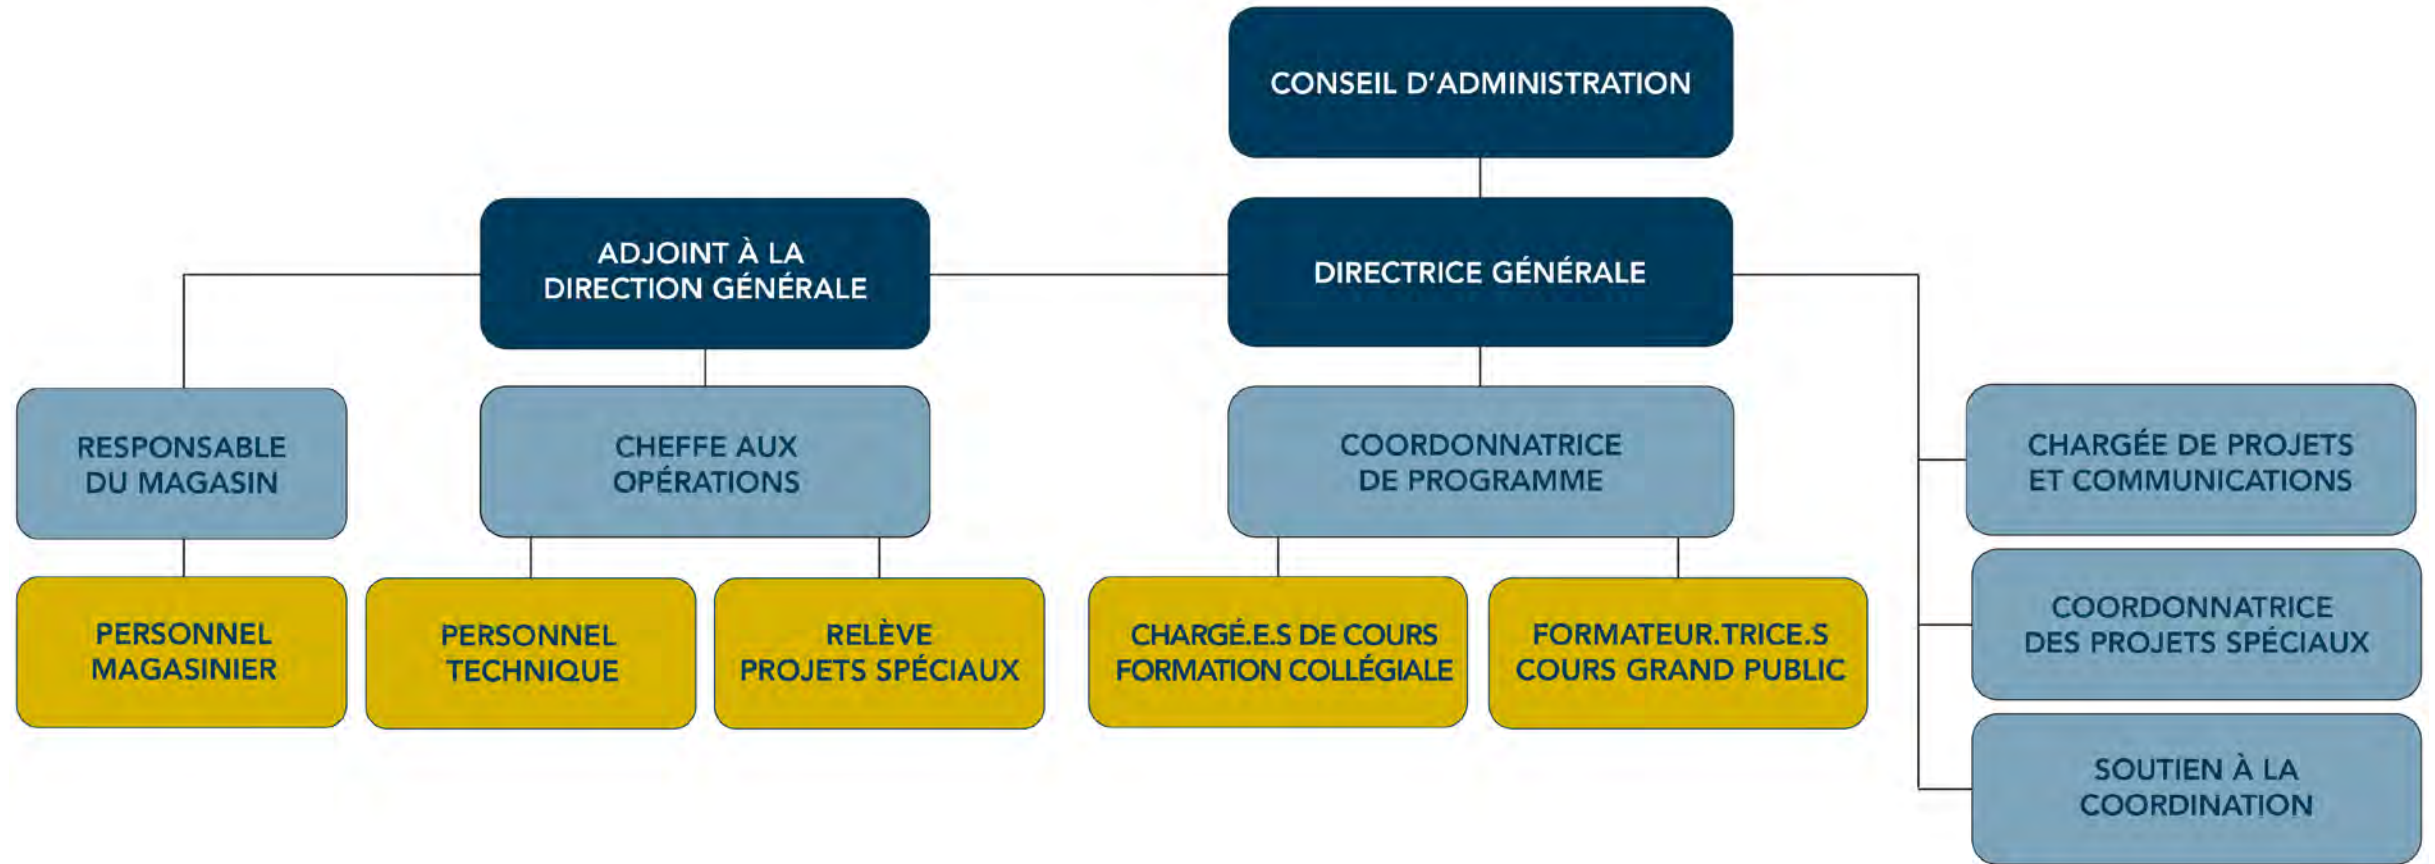 CONSEIL D'ADMINISTRATION
ADJOINT À LA
DIRECTION GÉNÉRALE
DIRECTRICE GÉNÉRALE
RESPONSABLE
DU MAGASIN
CHEFFE AUX
OPÉRATIONS
COORDONNATRICE
DE PROGRAMME
CHARGÉE DE PROJETS
ET COMMUNICATIONS
PERSONNEL
MAGASINIER
PERSONNEL
TECHNIQUE
RELÈVE
PROJETS SPÉCIAUX
CHARGÉ.E.S DE COURS
FORMATION COLLÉGIALE
FORMATEUR.TRICE.S
COURS GRAND PUBLIC
COORDONNATRICE
DES PROJETS SPÉCIAUX
SOUTIEN À LA
COORDINATION